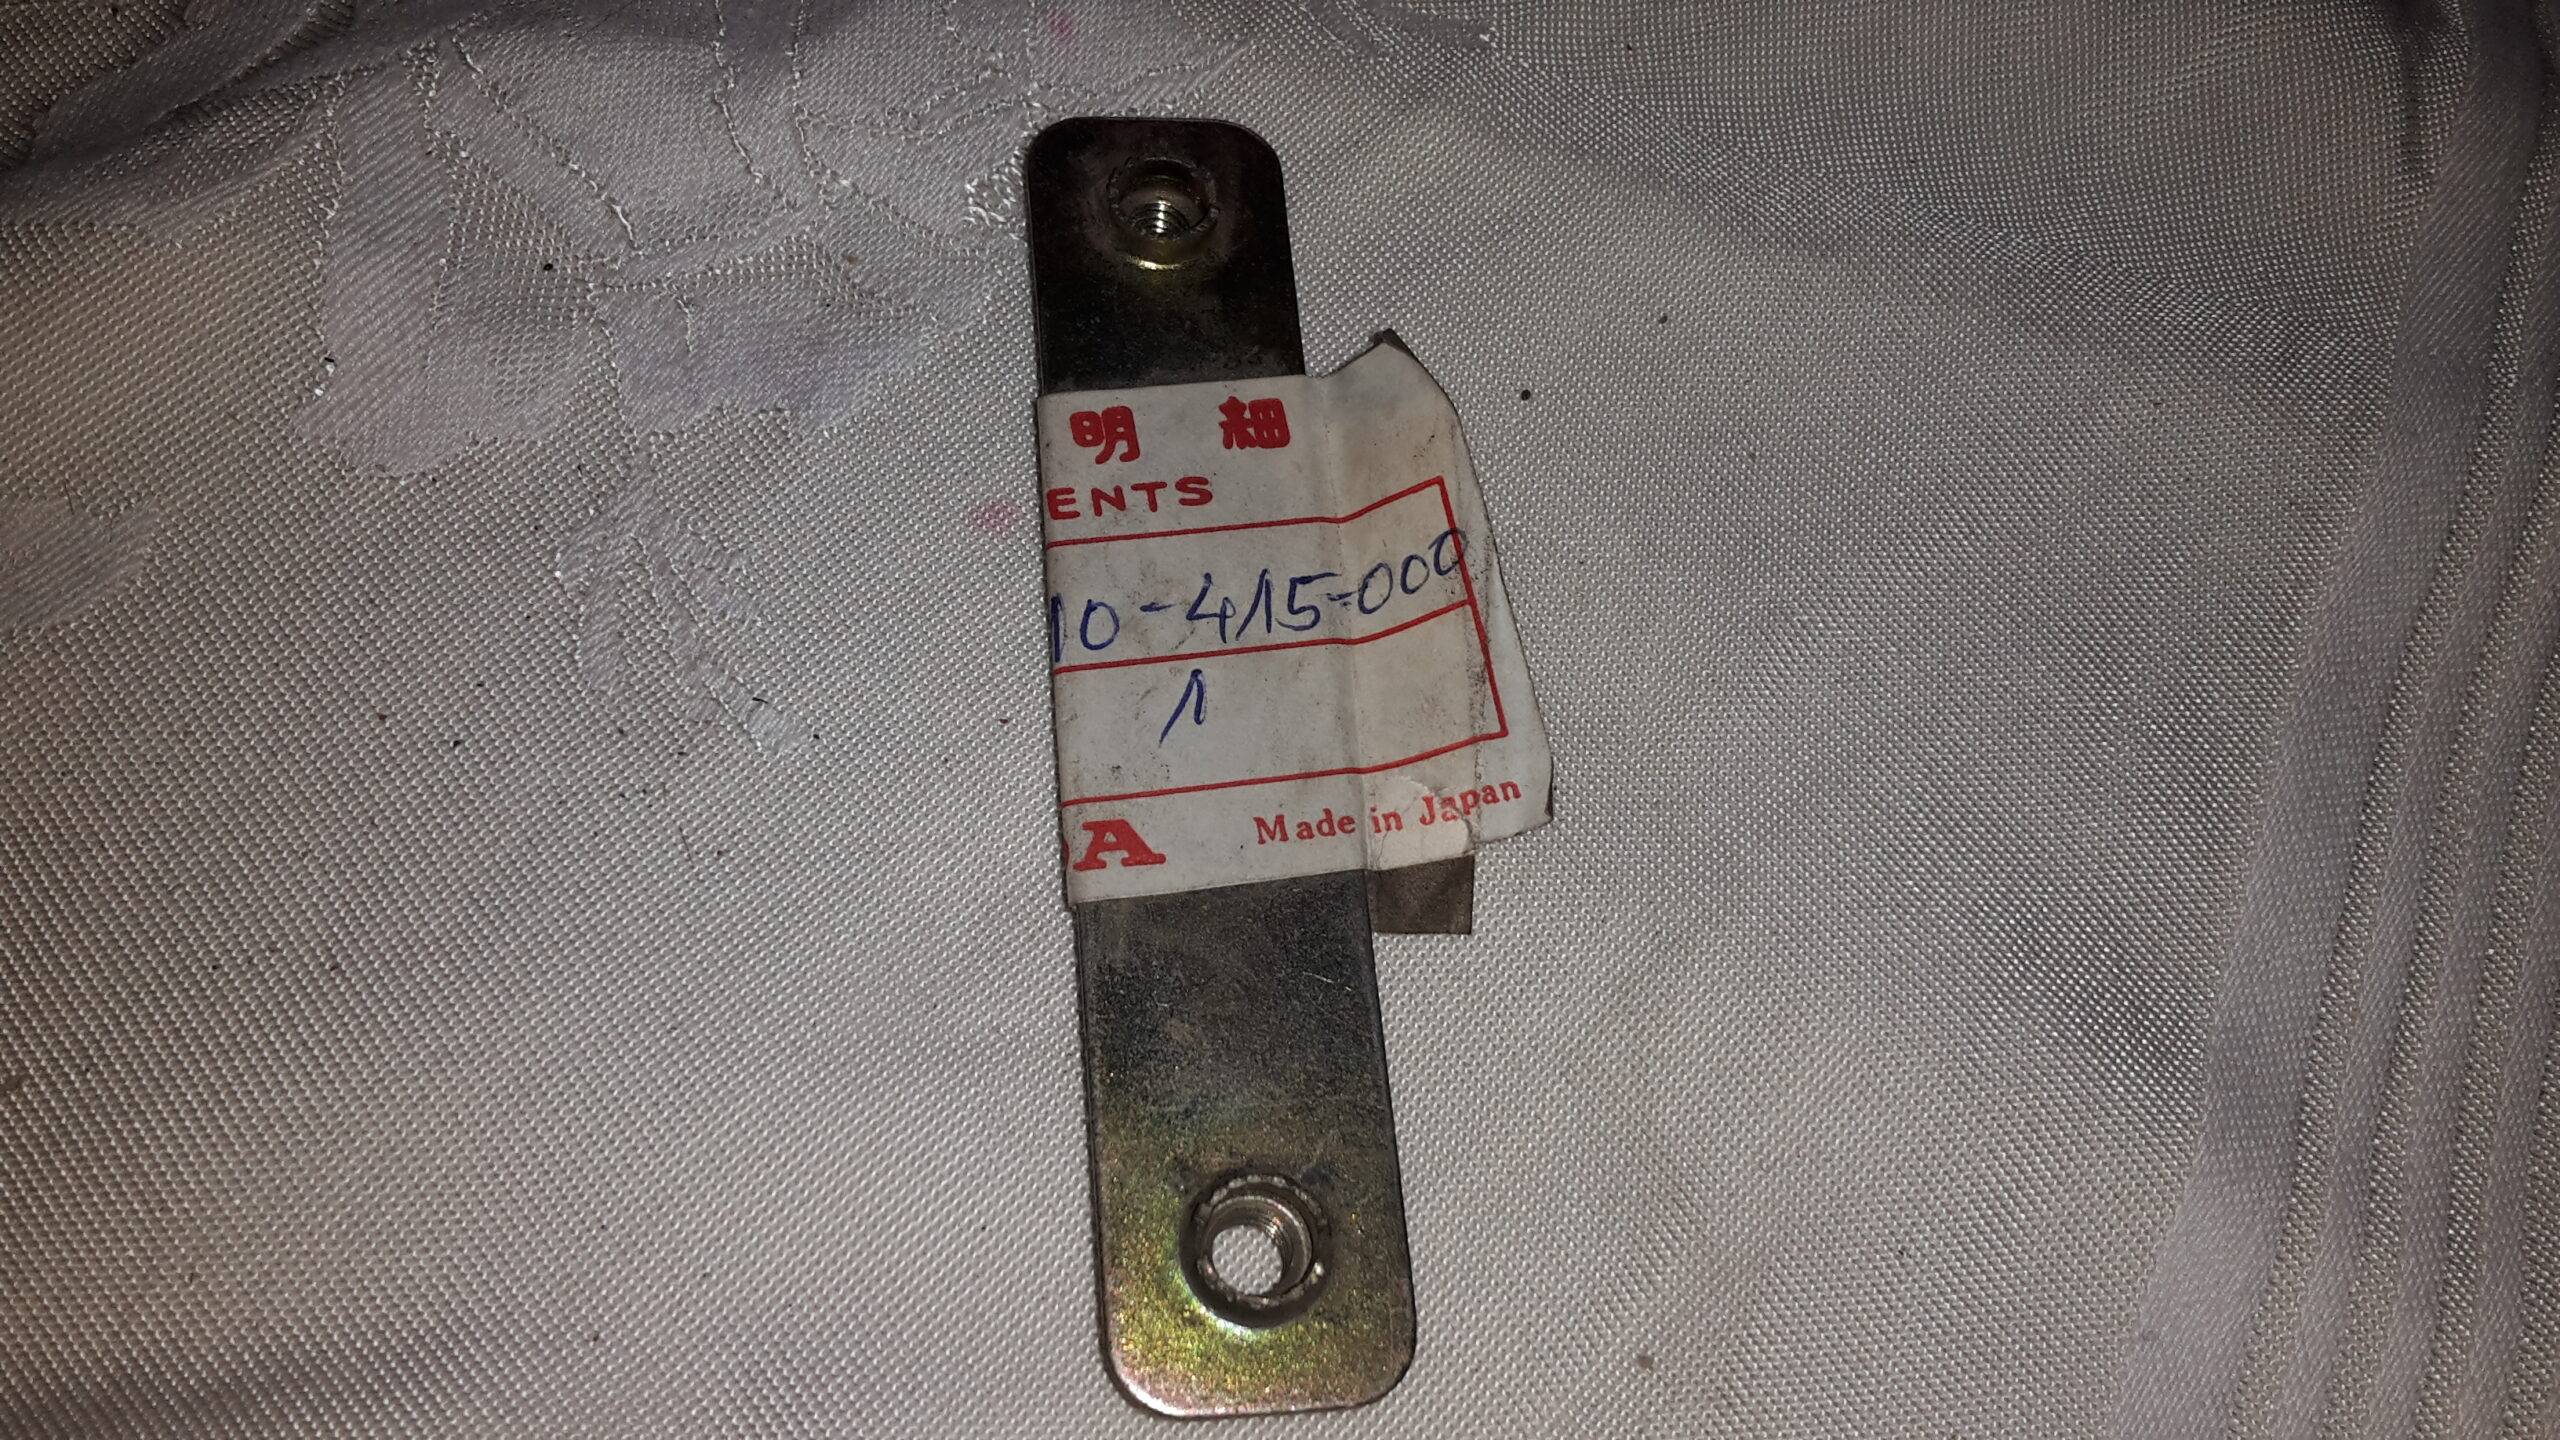 明 細
ENTS
10-415-000
1
A Made in Japan